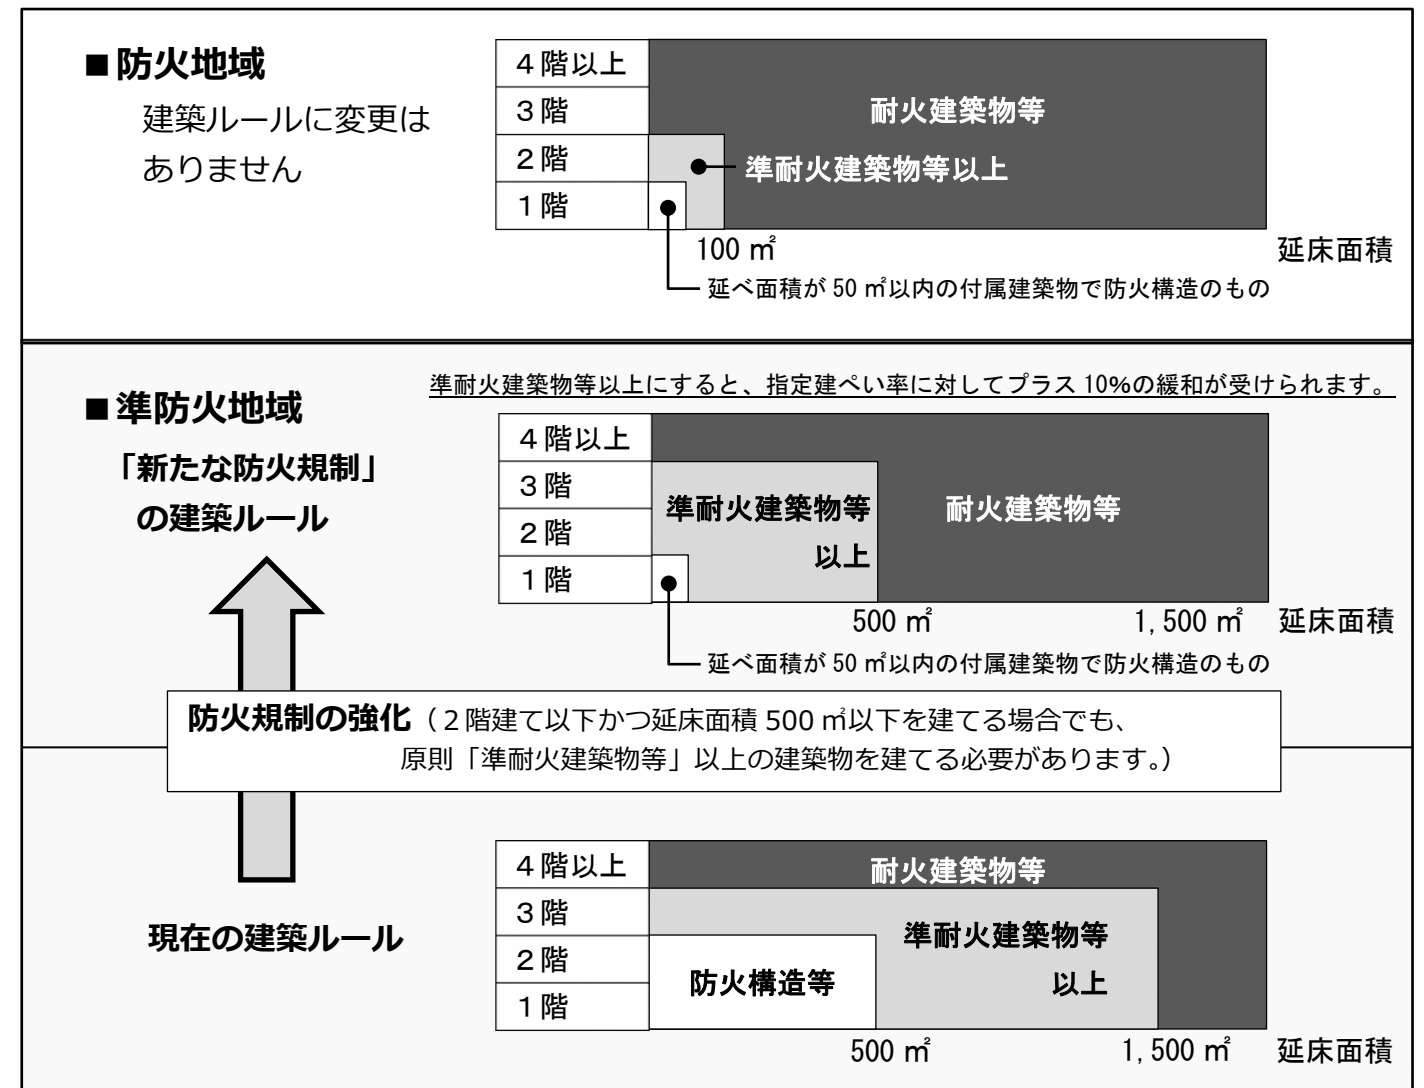 ■防火地域
建築ルールに変更は
ありません
4階以上
3階
2階
1階
耐火建築物等
準耐火建築物等以上
100 ㎡
延床面積
延べ面積が 50 ㎡以内の付属建築物で防火構造のもの
準耐火建築物等以上にすると、指定建ぺい率に対してプラス 10%の緩和が受けられます。
■準防火地域
「新たな防火規制」
の建築ルール
4階以上
3階
2階
1階
準耐火建築物等
以上
耐火建築物等
500 ㎡
1,500 ㎡
延床面積
延べ面積が 50 ㎡以内の付属建築物で防火構造のもの
防火規制の強化（2階建て以下かつ延床面積 500 ㎡以下を建てる場合でも、
原則「準耐火建築物等」以上の建築物を建てる必要があります。）
現在の建築ルール
4階以上
3階
2階
1階
耐火建築物等
準耐火建築物等
以上
防火構造等
500 ㎡
1,500 ㎡
延床面積